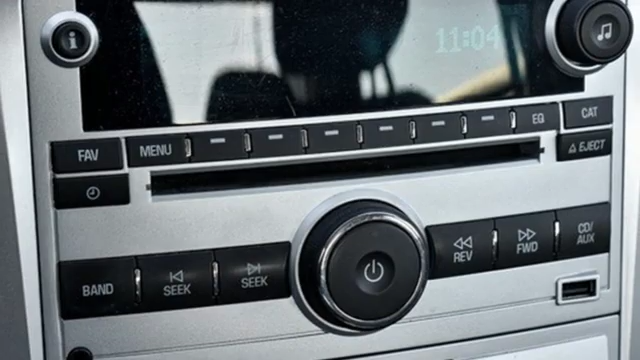 i
11:04
FAV
MENU
EQ
CAT
EJECT
BAND
SEEK
SEEK
REV
FWD
CD/
AUX